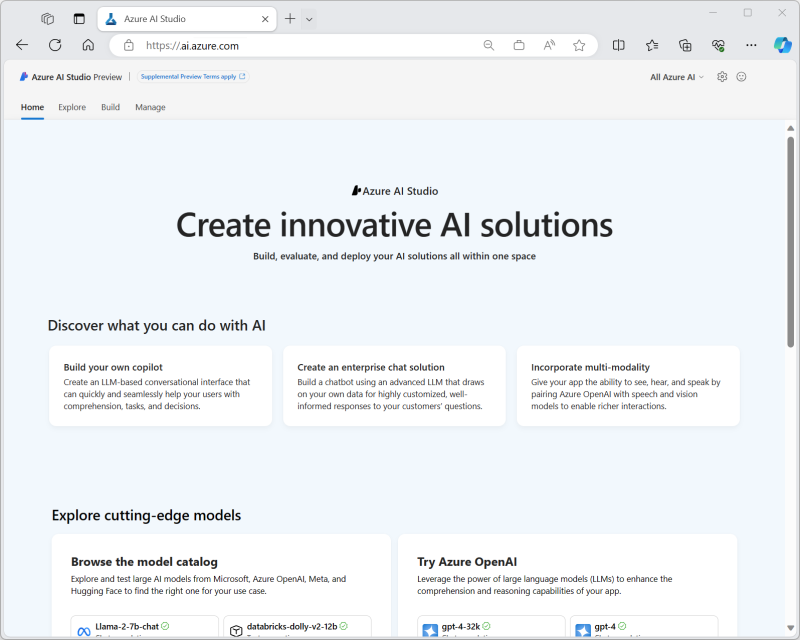 Azure AI Studio
https://ai.azure.com
Azure AI Studio Preview | Supplemental Preview Terms apply
All Azure AI
Home Explore Build Manage
Azure AI Studio
Create innovative AI solutions
Build, evaluate, and deploy your AI solutions all within one space
Discover what you can do with AI
Build your own copilot
Create an LLM-based conversational interface that
can quickly and seamlessly help your users with
comprehension, tasks, and decisions.
Create an enterprise chat solution
Build a chatbot using an advanced LLM that draws
on your own data for highly customized, well-
informed responses to your customers' questions.
Incorporate multi-modality
Give your app the ability to see, hear, and speak by
pairing Azure OpenAI with speech and vision
models to enable richer interactions.
Explore cutting-edge models
Browse the model catalog
Explore and test large AI models from Microsoft, Azure OpenAI, Meta, and
Hugging Face to find the right one for your use case.
Llama-2-7b-chat
databricks-dolly-v2-12b
Try Azure OpenAI
Leverage the power of large language models (LLMs) to enhance the
comprehension and reasoning capabilities of your app.
gpt-4-32k
gpt-4